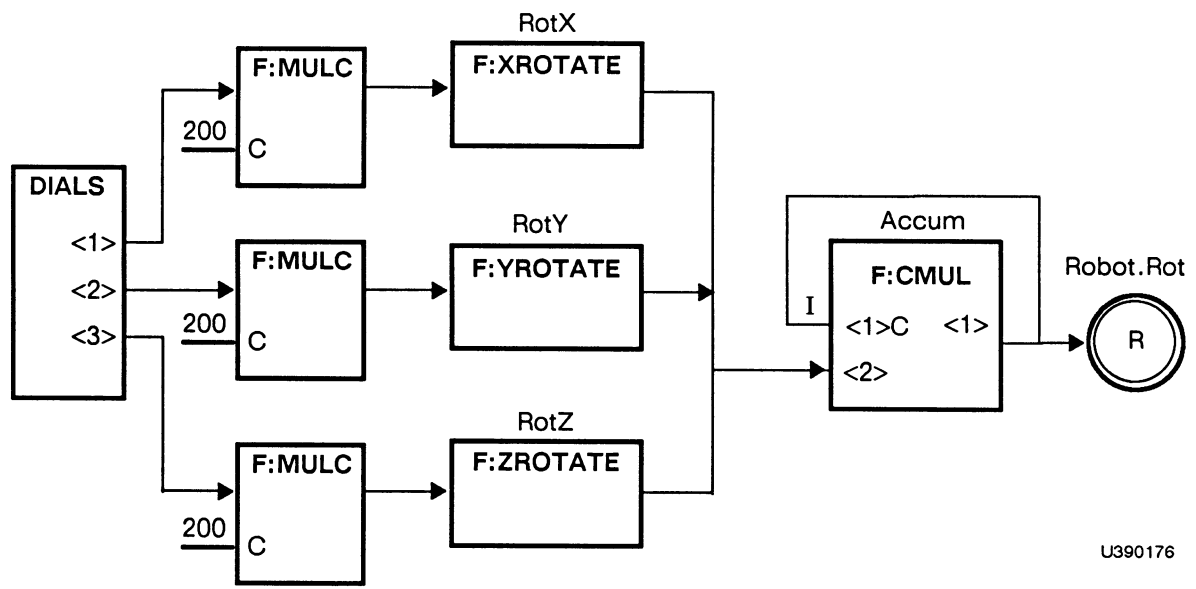 RotX
F:MULC
F:XROTATE
200
C
DIALS
<1>
<2>
<3>
RotY
F:MULC
F:YROTATE
200
C
RotZ
F:MULC
F:ZROTATE
200
C
Accum
F:CMUL
I
<1>C
<1>
<2>
Robot.Rot
R
U390176